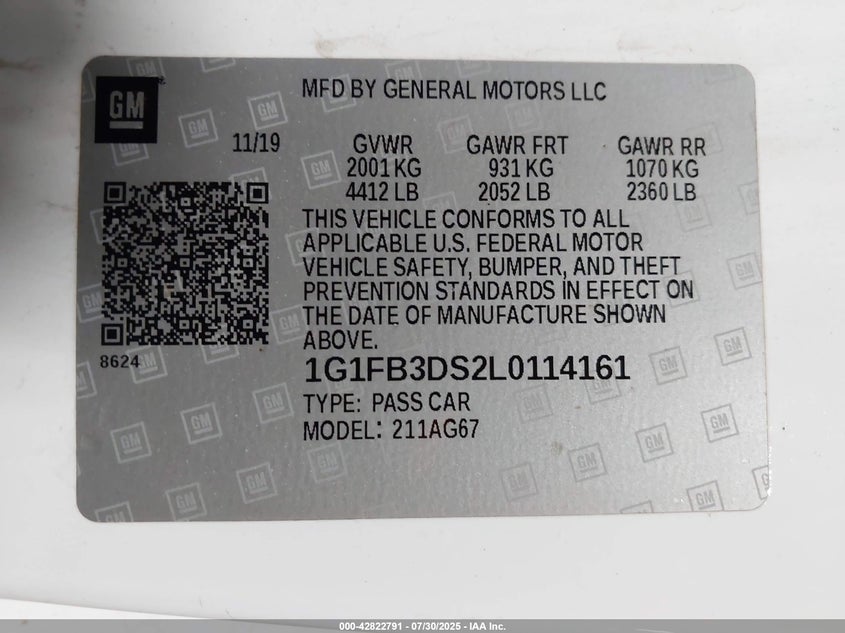 GM
MFD BY GENERAL MOTORS LLC
11/19 GVWR GAWR FRT GAWR RR
2001 KG 931 KG 1070 KG
4412 LB 2052 LB 2360 LB
THIS VEHICLE CONFORMS TO ALL
APPLICABLE U.S. FEDERAL MOTOR
VEHICLE SAFETY, BUMPER, AND THEFT
PREVENTION STANDARDS IN EFFECT ON
THE DATE OF MANUFACTURE SHOWN
ABOVE.
8624
1G1FB3DS2L0114161
TYPE: PASS CAR
MODEL: 211AG67
000-42822791 / 07/30/2025 - IAA Inc.